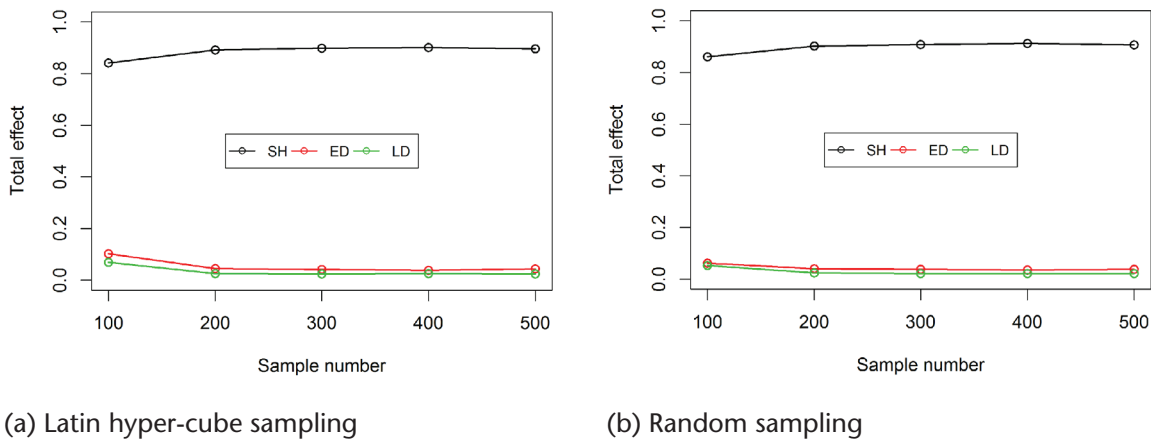 Total effect
1.0
0.8
0.6
0.4
0.2
0.0
SH ED LD
100 200 300 400 500
Sample number
(a) Latin hyper-cube sampling
Total effect
1.0
0.8
0.6
0.4
0.2
0.0
SH ED LD
100 200 300 400 500
Sample number
(b) Random sampling